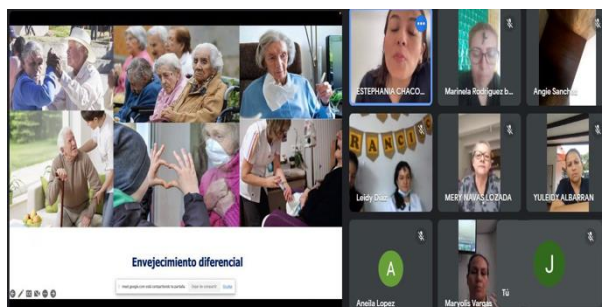 Envejecimiento diferencial
ESTEPHANIA CHACO...
Marinela Rodriguez b...
Angie Sanchez
Leidy Diaz
MERY NAVAS LOZADA
YULEIDY ALBARRAN
A
Aneila Lopez
Maryolis Vargas
Tú
J